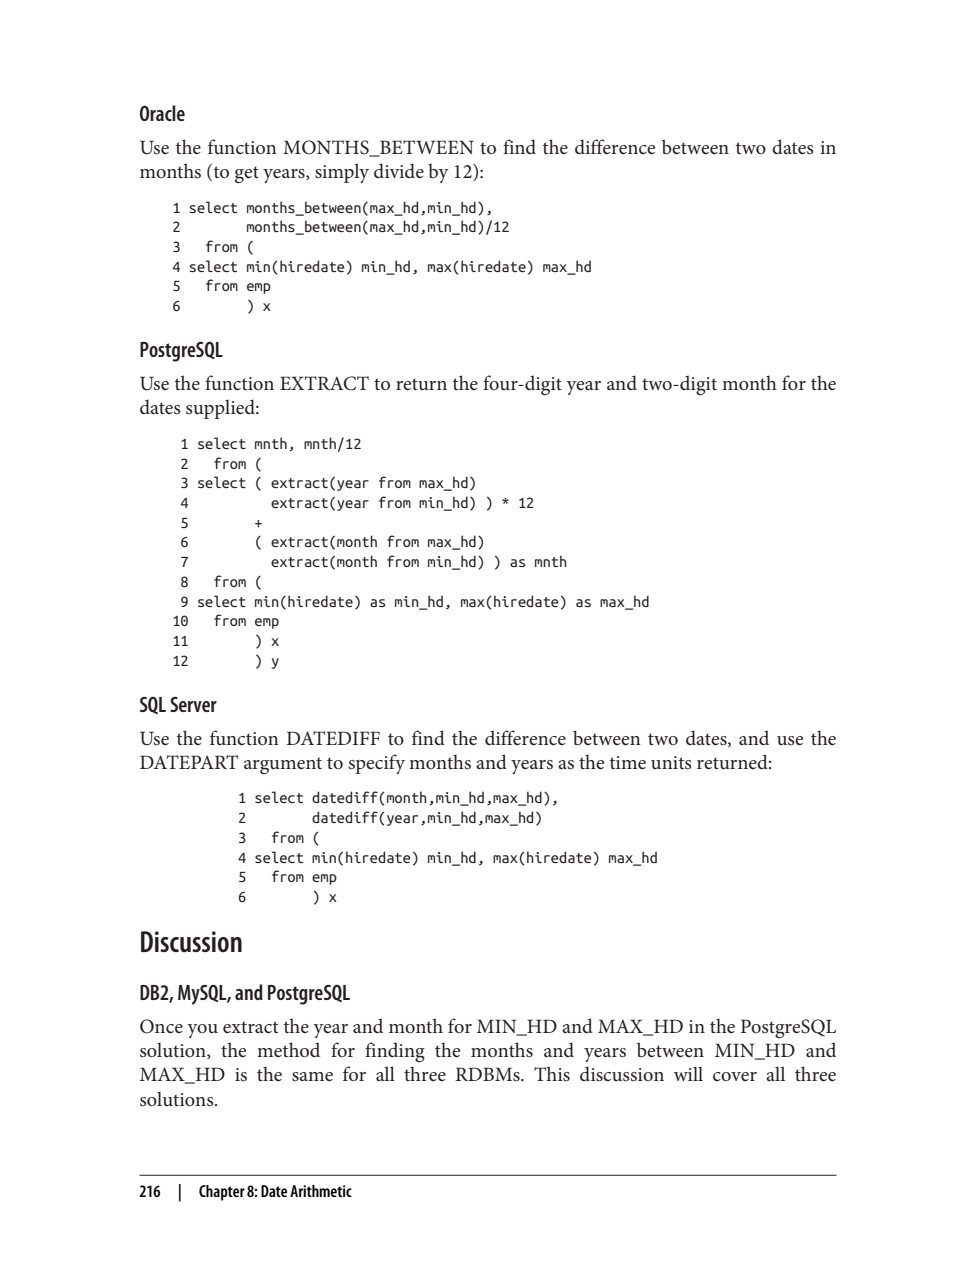 Oracle
Use the function MONTHS_BETWEEN to find the difference between two dates in
months (to get years, simply divide by 12):
1 select months_between(max_hd,min_hd),
2        months_between(max_hd,min_hd)/12
3   from (
4 select min(hiredate) min_hd, max(hiredate) max_hd
5   from emp
6        ) x
PostgreSQL
Use the function EXTRACT to return the four-digit year and two-digit month for the
dates supplied:
 1 select mnth, mnth/12
 2   from (
 3 select ( extract(year from max_hd)
 4          extract(year from min_hd) ) * 12
 5        +
 6        ( extract(month from max_hd)
 7          extract(month from min_hd) ) as mnth
 8   from (
 9 select min(hiredate) as min_hd, max(hiredate) as max_hd
10   from emp
11        ) x
12        ) y
SQL Server
Use the function DATEDIFF to find the difference between two dates, and use the
DATEPART argument to specify months and years as the time units returned:
1 select datediff(month,min_hd,max_hd),
2        datediff(year,min_hd,max_hd)
3   from (
4 select min(hiredate) min_hd, max(hiredate) max_hd
5   from emp
6        ) x
Discussion
DB2, MySQL, and PostgreSQL
Once you extract the year and month for MIN_HD and MAX_HD in the PostgreSQL
solution, the method for finding the months and years between MIN_HD and
MAX_HD is the same for all three RDBMs. This discussion will cover all three
solutions.
216 | Chapter 8: Date Arithmetic